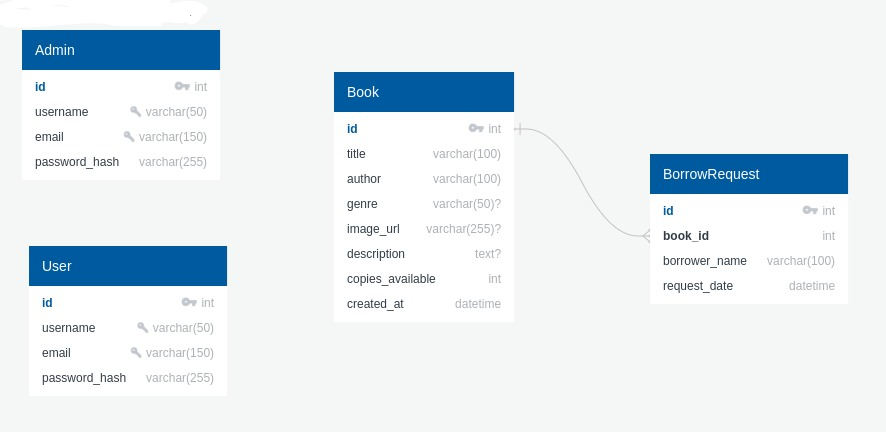 Admin
id int
username varchar(50)
email varchar(150)
password_hash varchar(255)
User
id int
username varchar(50)
email varchar(150)
password_hash varchar(255)
Book
id int
title varchar(100)
author varchar(100)
genre varchar(50)?
image_url varchar(255)?
description text?
copies_available int
created_at datetime
BorrowRequest
id int
book_id int
borrower_name varchar(100)
request_date datetime